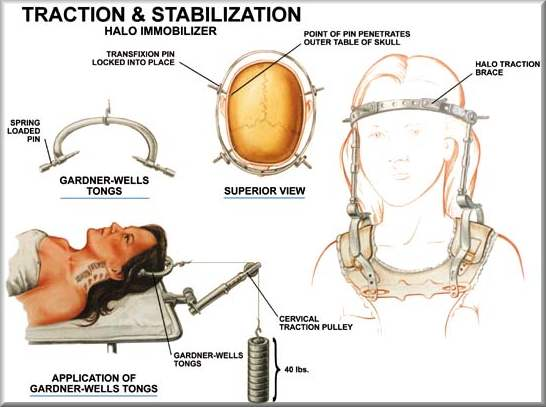 TRACTION & STABILIZATION
HALO IMMOBILIZER
TRANSFIXION PIN
LOCKED INTO PLACE
POINT OF PIN PENETRATES
OUTER TABLE OF SKULL
HALO TRACTION
BRACE
SPRING
LOADED
PIN
GARDNER-WELLS
TONGS
SUPERIOR VIEW
CERVICAL
TRACTION PULLEY
GARDNER-WELLS
TONGS
40 lbs.
APPLICATION OF
GARDNER-WELLS TONGS